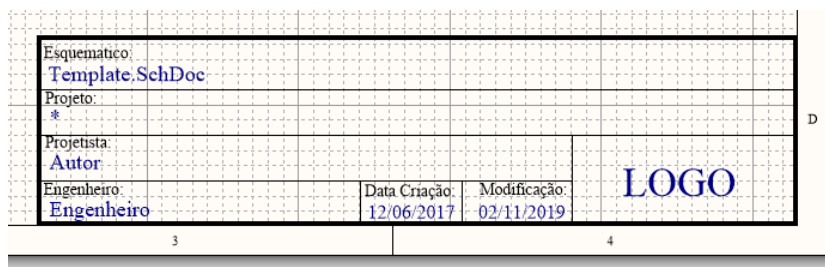 Esquematico:
Template.SchDoc
Projeto:
*
Projetista:
Autor
Engenheiro:
Engenheiro
Data Criação:
12/06/2017
Modificação:
02/11/2019
LOGO
D
3
4